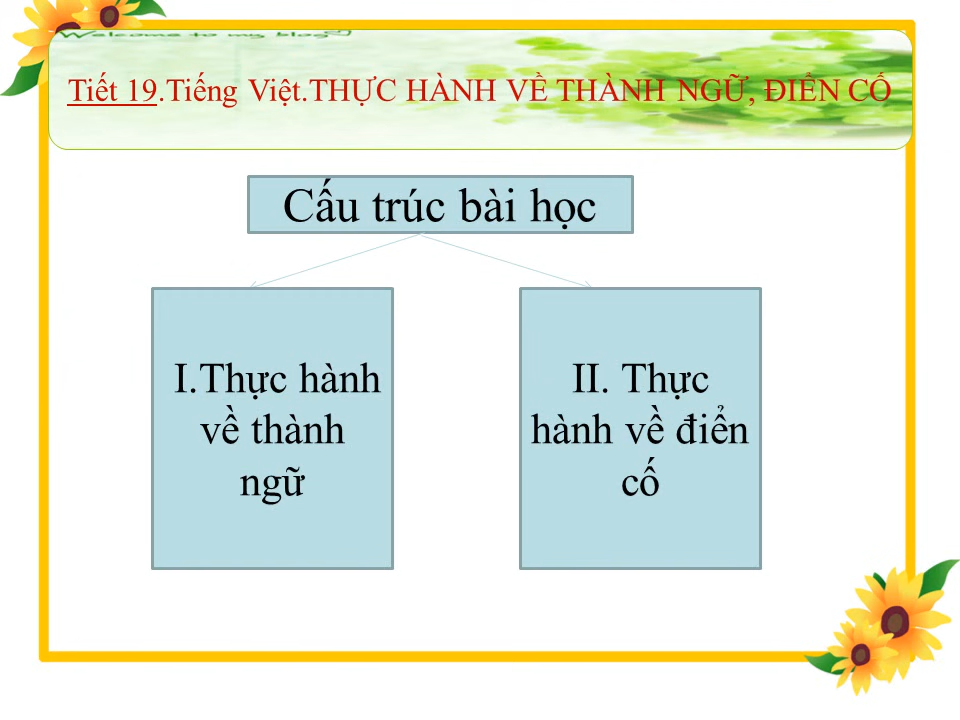 Welcome to my blog
Tiết 19.Tiếng Việt.THỰC HÀNH VỀ THÀNH NGỮ, ĐIỂN CỐ
Cấu trúc bài học
I.Thực hành
về thành
ngữ
II. Thực
hành về điển
cố